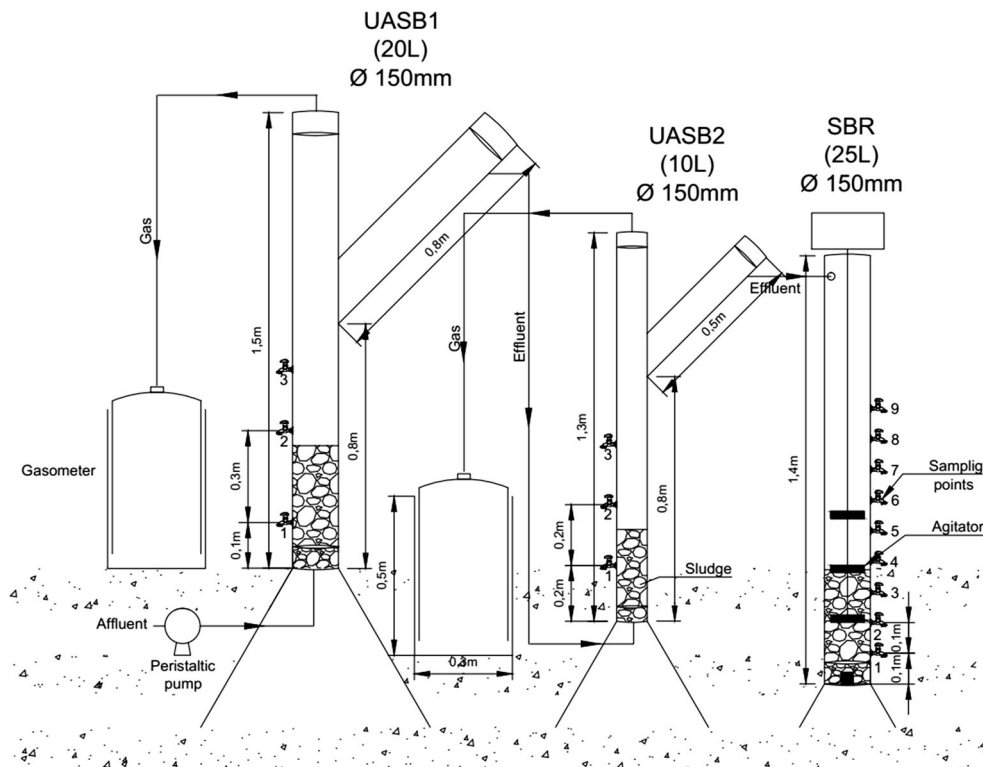 UASB1
(20L)
Ø 150mm
UASB2
(10L)
Ø 150mm
SBR
(25L)
Ø 150mm
Gas
0,8m
1,5m
3
2
0,3m
1
0,1m
0,8m
Gasometer
Affluent
Peristaltic
pump
Gas
Effluent
0,5m
0,3m
1,3m
3
2
0,2m
1
0,2m
0,8m
0,5m
Sludge
Effluent
1,4m
9
8
7
6
5
4
3
2
1
0,1m
0,1m
Samplig
points
Agitator